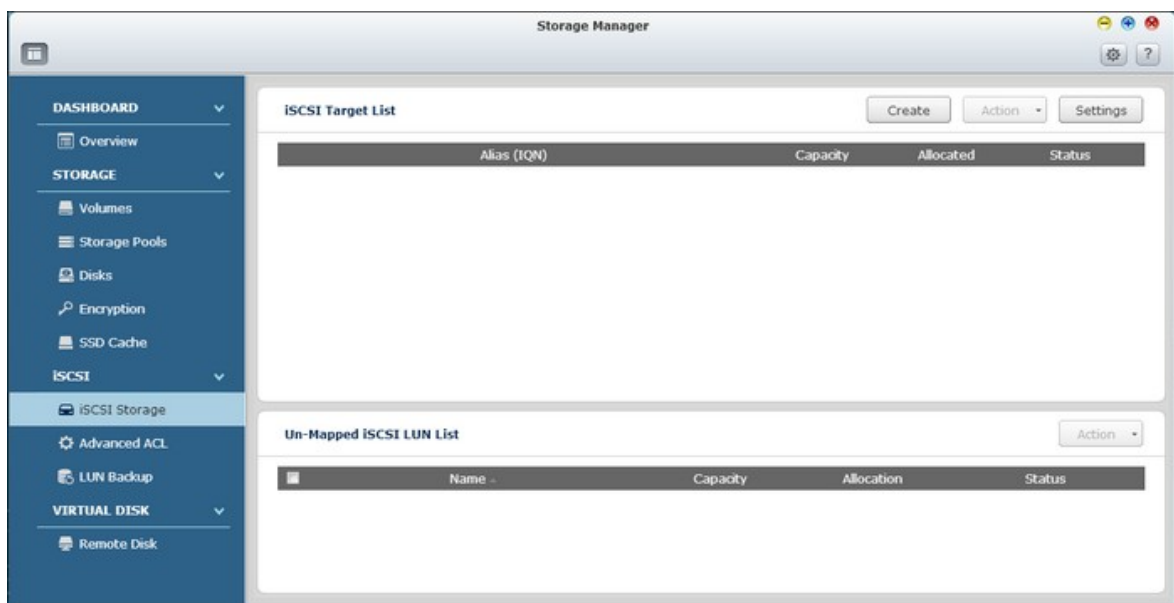 Storage Manager
?
DASHBOARD
Overview
STORAGE
Volumes
Storage Pools
Disks
Encryption
SSD Cache
iSCSI
iSCSI Storage
Advanced ACL
LUN Backup
VIRTUAL DISK
Remote Disk
iSCSI Target List Create Action Settings
Alias (IQN) Capacity Allocated Status
Un-Mapped iSCSI LUN List Action
Name Capacity Allocation Status